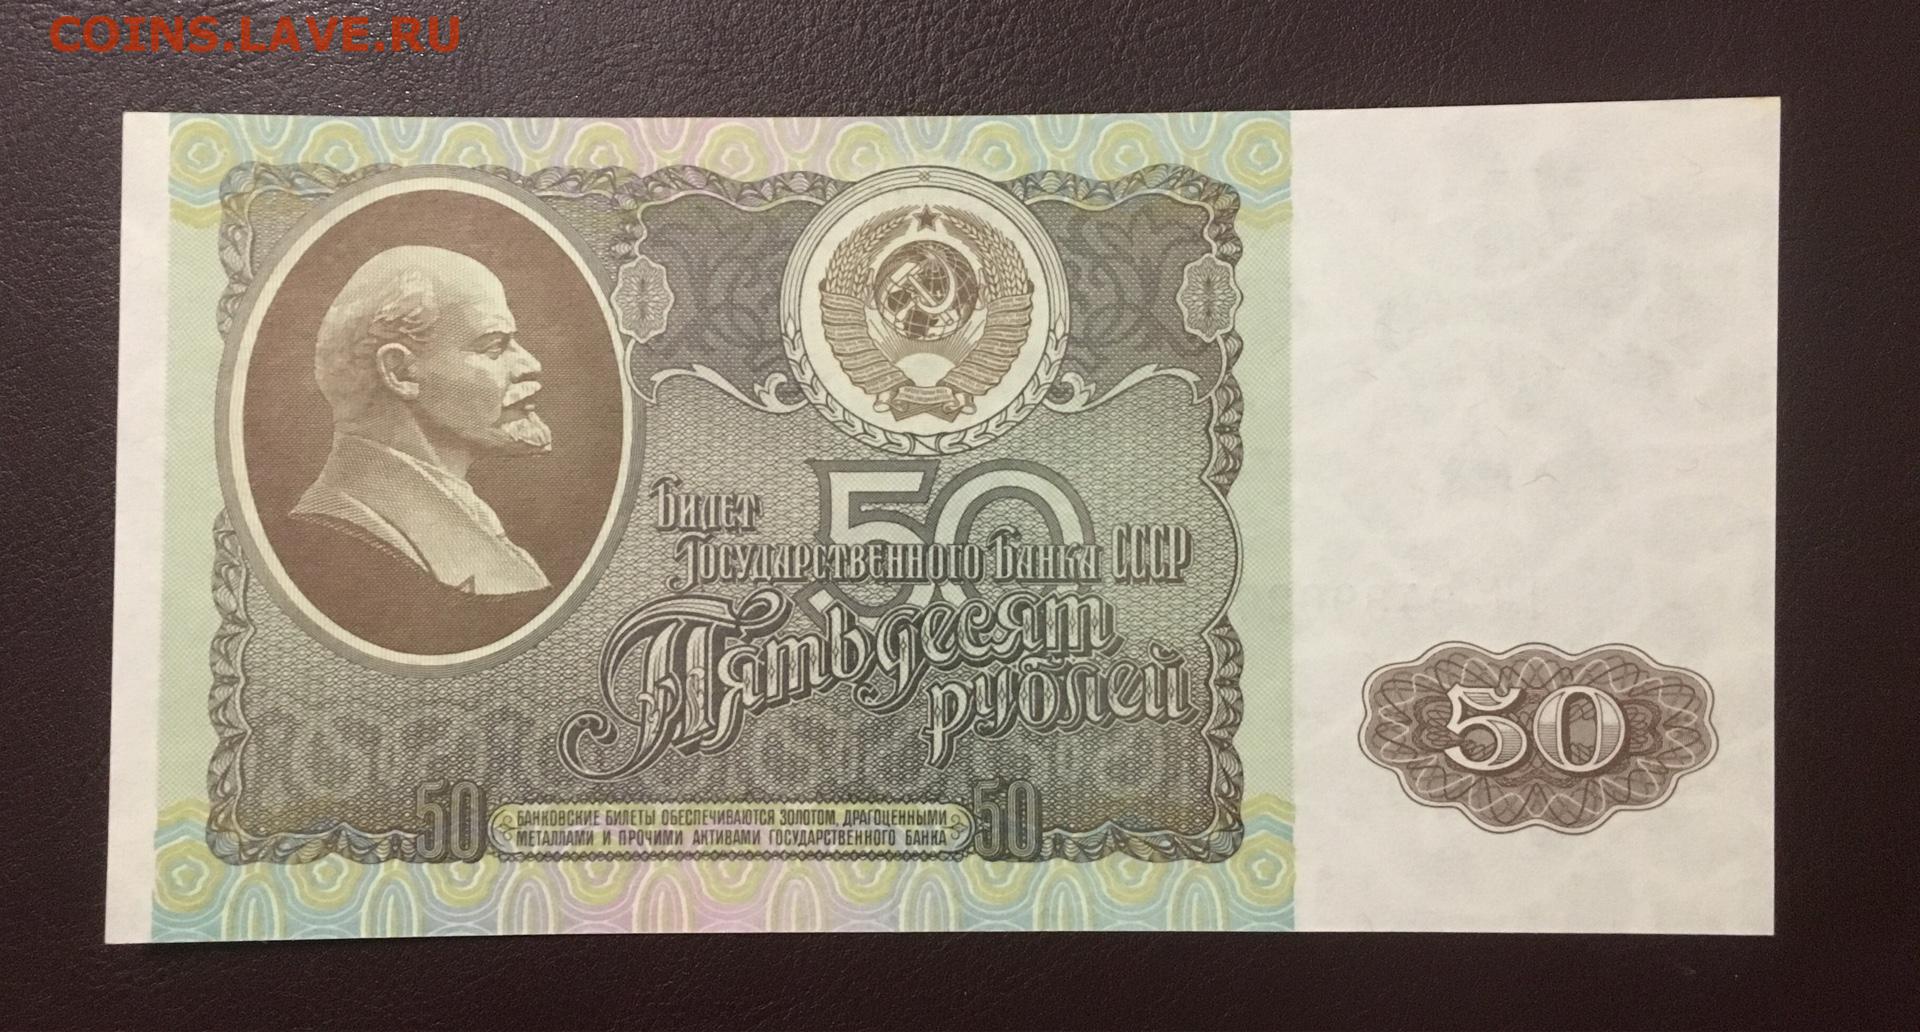 COINS.LAVE.RU
50
Билет
Государственного Банка СССР
Пятьдесят
рублей
50
50 БАНКОВСКИЕ БИЛЕТЫ ОБЕСПЕЧИВАЮТСЯ ЗОЛОТОМ, ДРАГОЦЕННЫМИ 50
МЕТАЛЛАМИ И ПРОЧИМИ АКТИВАМИ ГОСУДАРСТВЕННОГО БАНКА